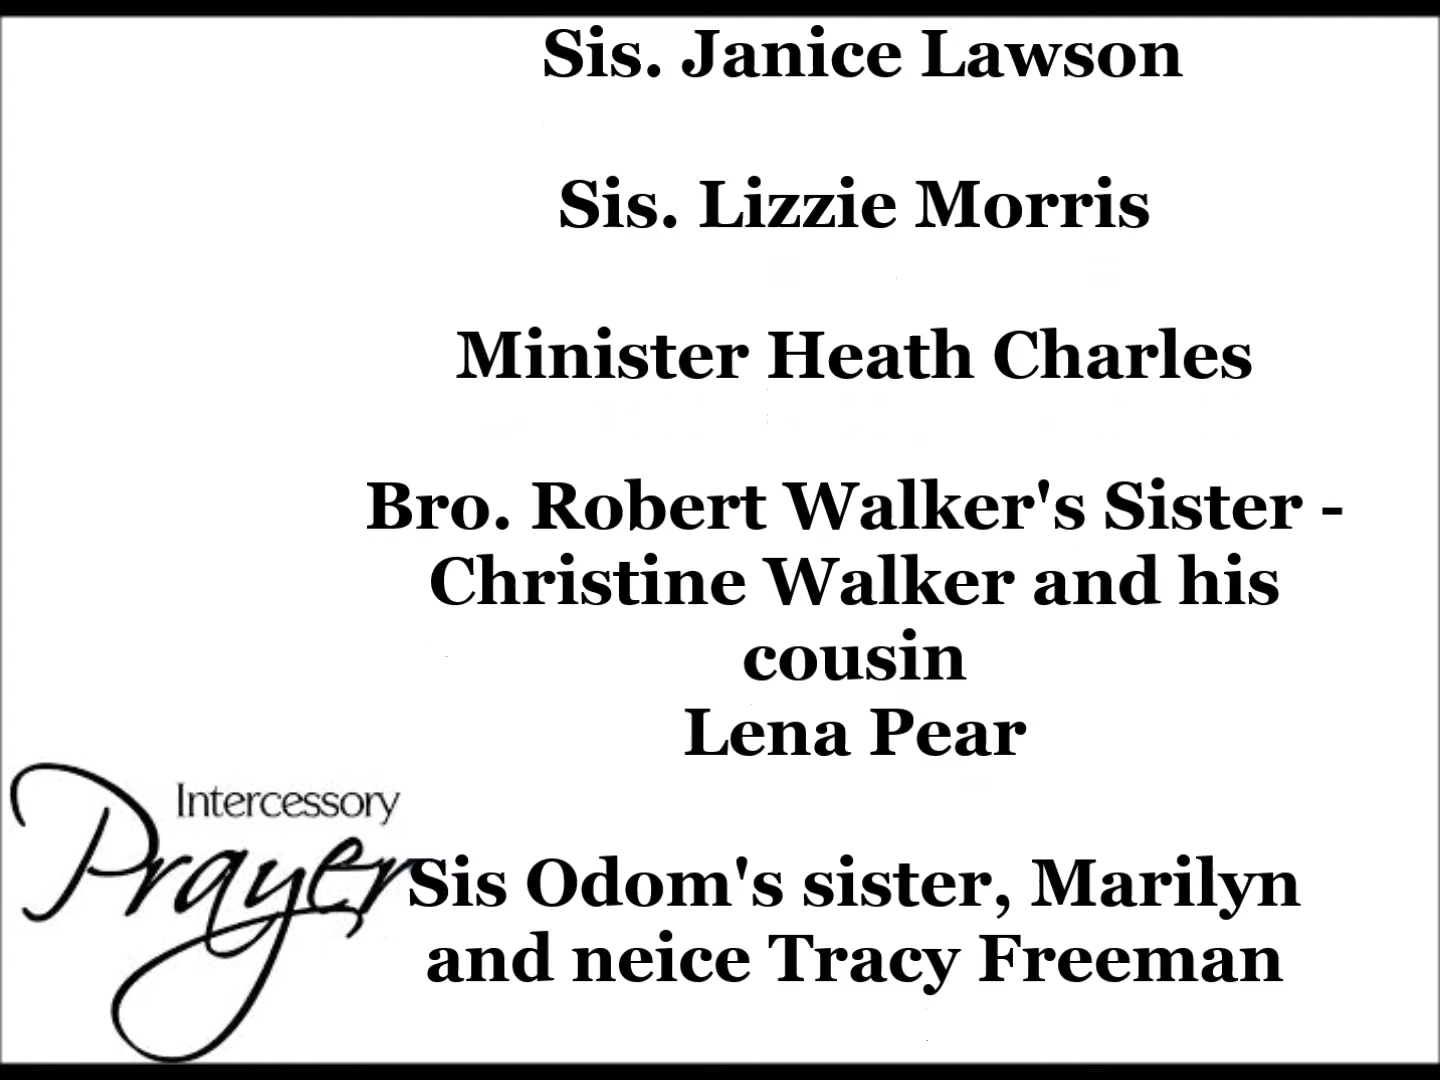 Sis. Janice Lawson
Sis. Lizzie Morris
Minister Heath Charles
Bro. Robert Walker's Sister -
Christine Walker and his
cousin
Lena Pear
Intercessory
Prayer
Sis Odom's sister, Marilyn
and neice Tracy Freeman